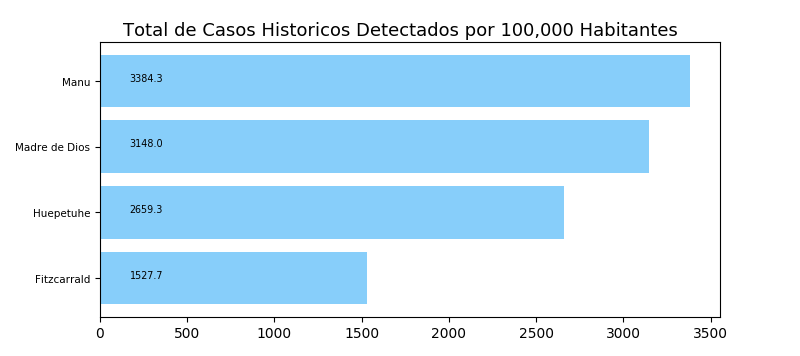 Total de Casos Historicos Detectados por 100,000 Habitantes
Manu 3384.3
Madre de Dios 3148.0
Huepetuhe 2659.3
Fitzcarrald 1527.7
0 500 1000 1500 2000 2500 3000 3500